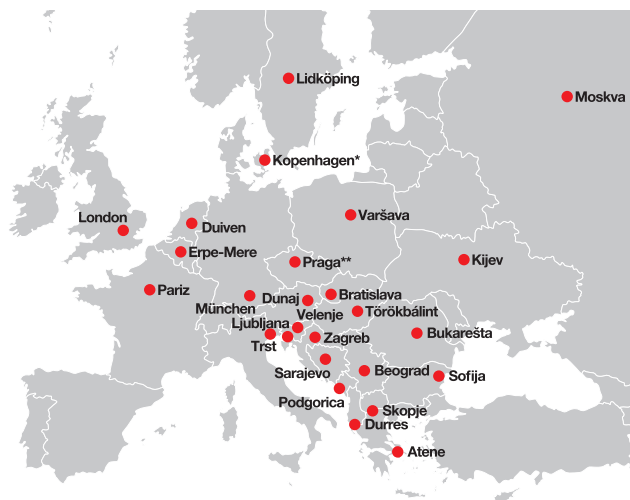 Lidköping
Moskva
Kopenhagen*
London
Duiven
Varšava
Erpe-Mere
Praga**
Kijev
Pariz
München
Dunaj
Bratislava
Velenje
Törökbálint
Ljubljana
Trst
Zagreb
Bukarešta
Sarajevo
Beograd
Sofija
Podgorica
Skopje
Durres
Atene